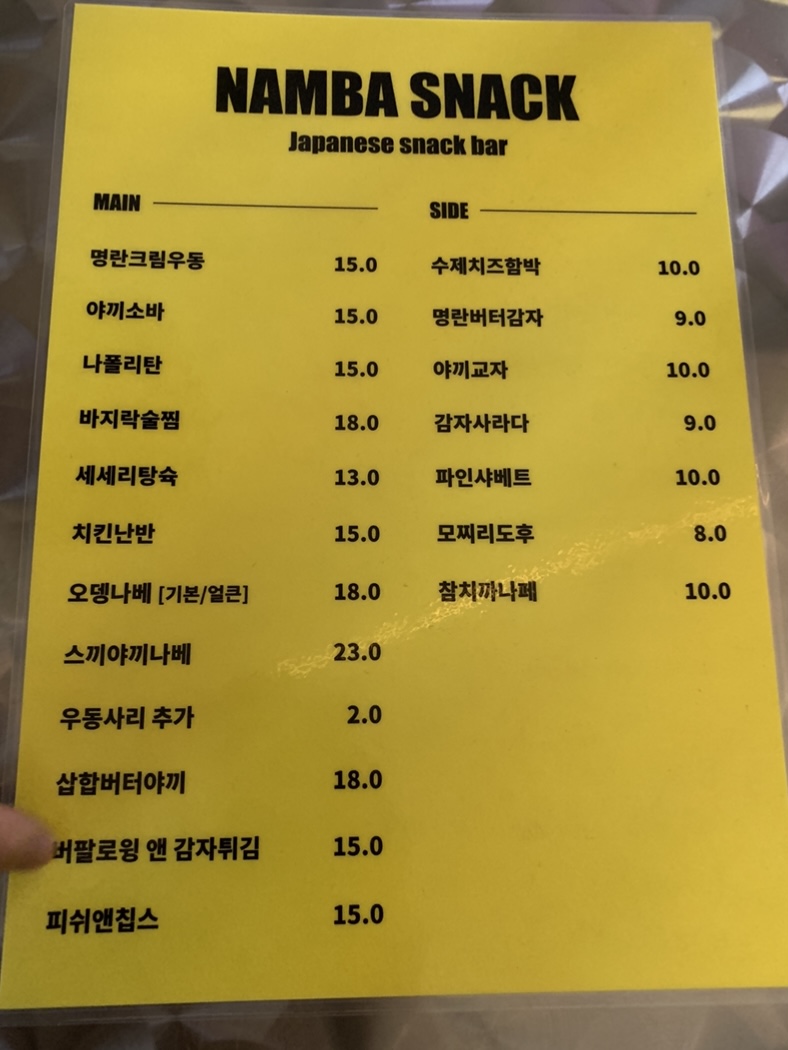 NAMBA SNACK
Japanese snack bar
MAIN
명란크림우동 15.0
야끼소바 15.0
나폴리탄 15.0
바지락술찜 18.0
세세리탕슉 13.0
치킨난반 15.0
오뎅나베 [기본/얼큰] 18.0
스끼야끼나베 23.0
우동사리 추가 2.0
삽합버터야끼 18.0
버팔로윙 앤 감자튀김 15.0
피쉬앤칩스 15.0
SIDE
수제치즈함박 10.0
명란버터감자 9.0
야끼교자 10.0
감자사라다 9.0
파인샤베트 10.0
모찌리도후 8.0
참치까나페 10.0